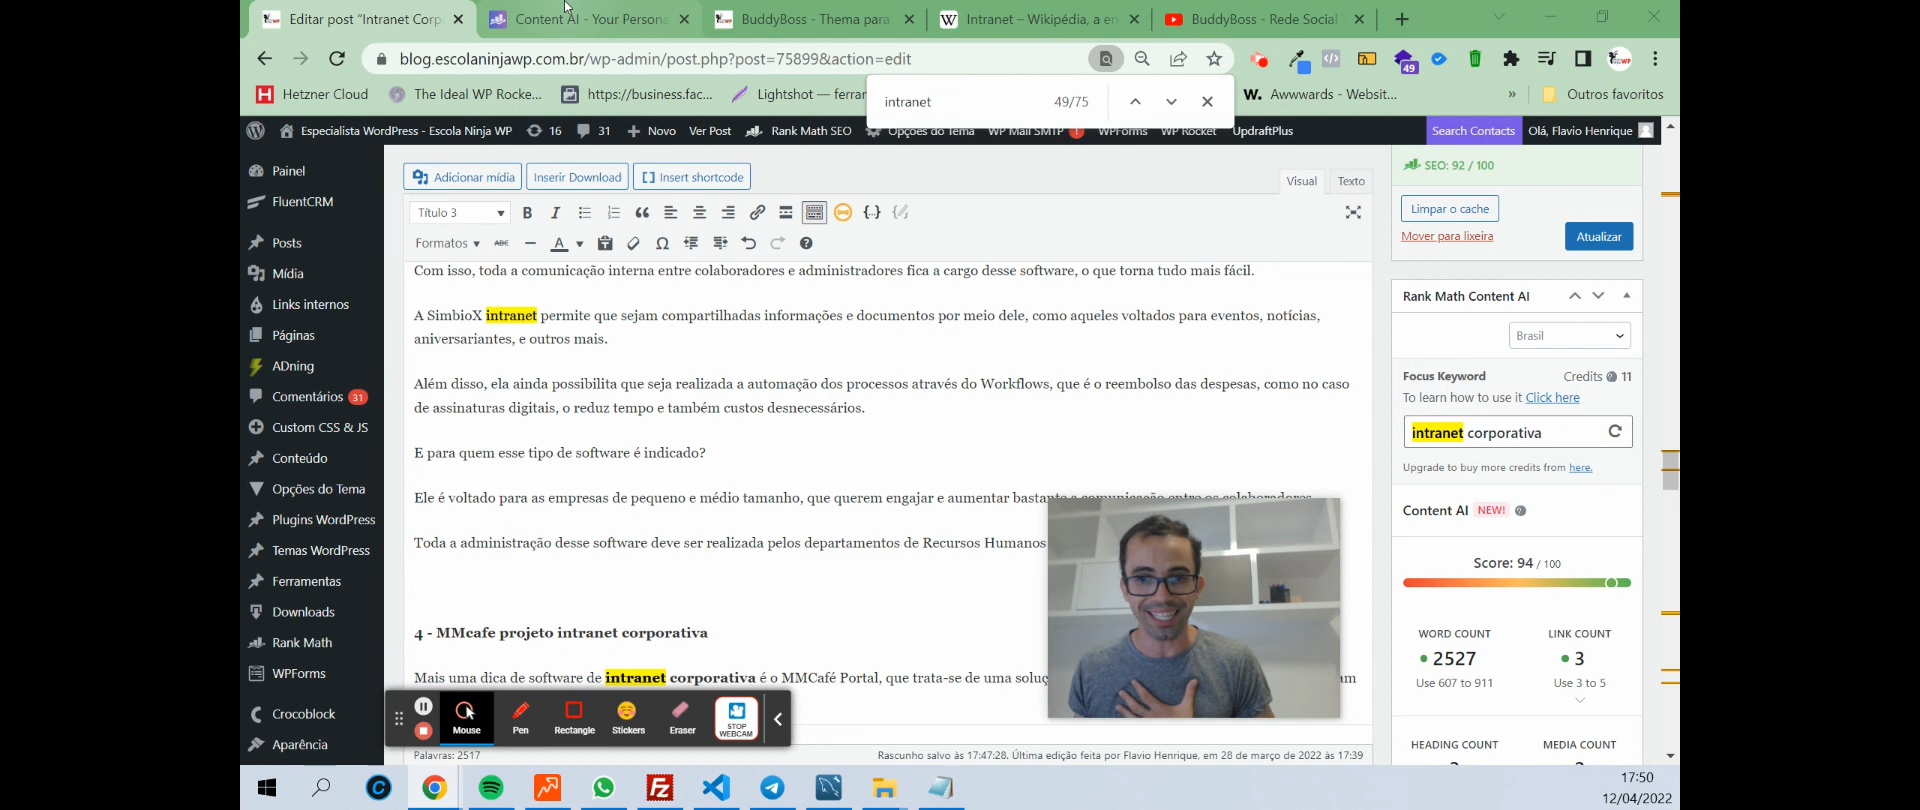 Editar post “Intranet Corp
Content AI - Your Persona
BuddyBoss - Thema para
Intranet – Wikipédia, a en
BuddyBoss - Rede Social
blog.escolaninjawp.com.br/wp-admin/post.php?post=75899&action=edit
49
intranet
49/75
Hetzner Cloud
The Ideal WP Rocke...
https://business.fac...
Lightshot — ferrar
W. Awwwards - Websit...
»
Outros favoritos
Especialista WordPress - Escola Ninja WP
16
31
Novo
Ver Post
Rank Math SEO
Opções do Tema
WP Mail SMTP
WPForms
WP Rocket
UpdraftPlus
Search Contacts
Olá, Flavio Henrique
Painel
FluentCRM
Posts
Mídia
Links internos
Páginas
ADning
Comentários 31
Custom CSS & JS
Conteúdo
Opções do Tema
Plugins WordPress
Temas WordPress
Ferramentas
Downloads
Rank Math
WPForms
Crocoblock
Aparência
Adicionar mídia
Inserir Download
[ ] Insert shortcode
Visual
Texto
Título 3
B I
Formatos
ABC
A
Ω
Com isso, toda a comunicação interna entre colaboradores e administradores fica a cargo desse software, o que torna tudo mais fácil.
A SimbioX intranet permite que sejam compartilhadas informações e documentos por meio dele, como aqueles voltados para eventos, notícias,
aniversariantes, e outros mais.
Além disso, ela ainda possibilita que seja realizada a automação dos processos através do Workflows, que é o reembolso das despesas, como no caso
de assinaturas digitais, o reduz tempo e também custos desnecessários.
E para quem esse tipo de software é indicado?
Ele é voltado para as empresas de pequeno e médio tamanho, que querem engajar e aumentar bastante a comunicação entre os colaboradores
Toda a administração desse software deve ser realizada pelos departamentos de Recursos Humanos
4 - MMcafe projeto intranet corporativa
Mais uma dica de software de intranet corporativa é o MMCafé Portal, que trata-se de uma soluç
am
Mouse
Pen
Rectangle
Stickers
Eraser
STOP
WEBCAM
Palavras: 2517
Rascunho salvo às 17:47:28. Última edição feita por Flavio Henrique, em 28 de março de 2022 às 17:39
SEO: 92 / 100
Limpar o cache
Mover para lixeira
Atualizar
Rank Math Content AI
Brasil
Focus Keyword
Credits 11
To learn how to use it Click here
intranet corporativa
Upgrade to buy more credits from here.
Content AI NEW!
Score: 94 / 100
WORD COUNT
LINK COUNT
2527
3
Use 607 to 911
Use 3 to 5
HEADING COUNT
MEDIA COUNT
17:50
12/04/2022